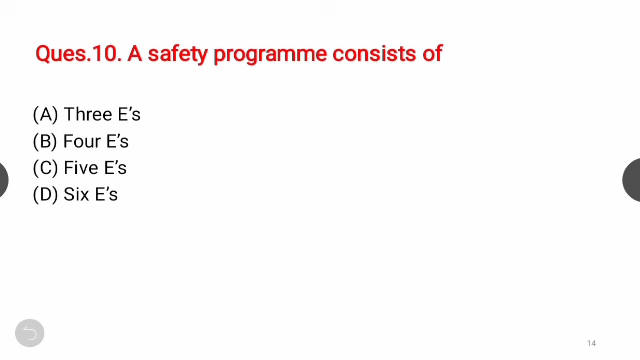 Ques.10. A safety programme consists of
(A) Three E’s
(B) Four E’s
(C) Five E’s
(D) Six E’s
14